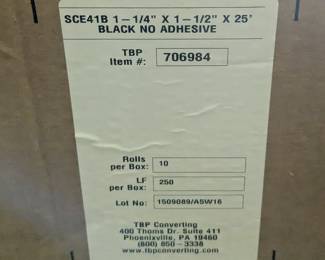 SCE41B 1-1/4" X 1-1/2" X 25'
BLACK NO ADHESIVE
TBP
Item #: 706984
Rolls
per Box: 10
LF
per Box: 250
Lot No: 1509089/A5W16
TBP Converting
400 Thoms Dr. Suite 411
Phoenixville, PA 19460
(800) 850-3338
www.tbpconverting.com